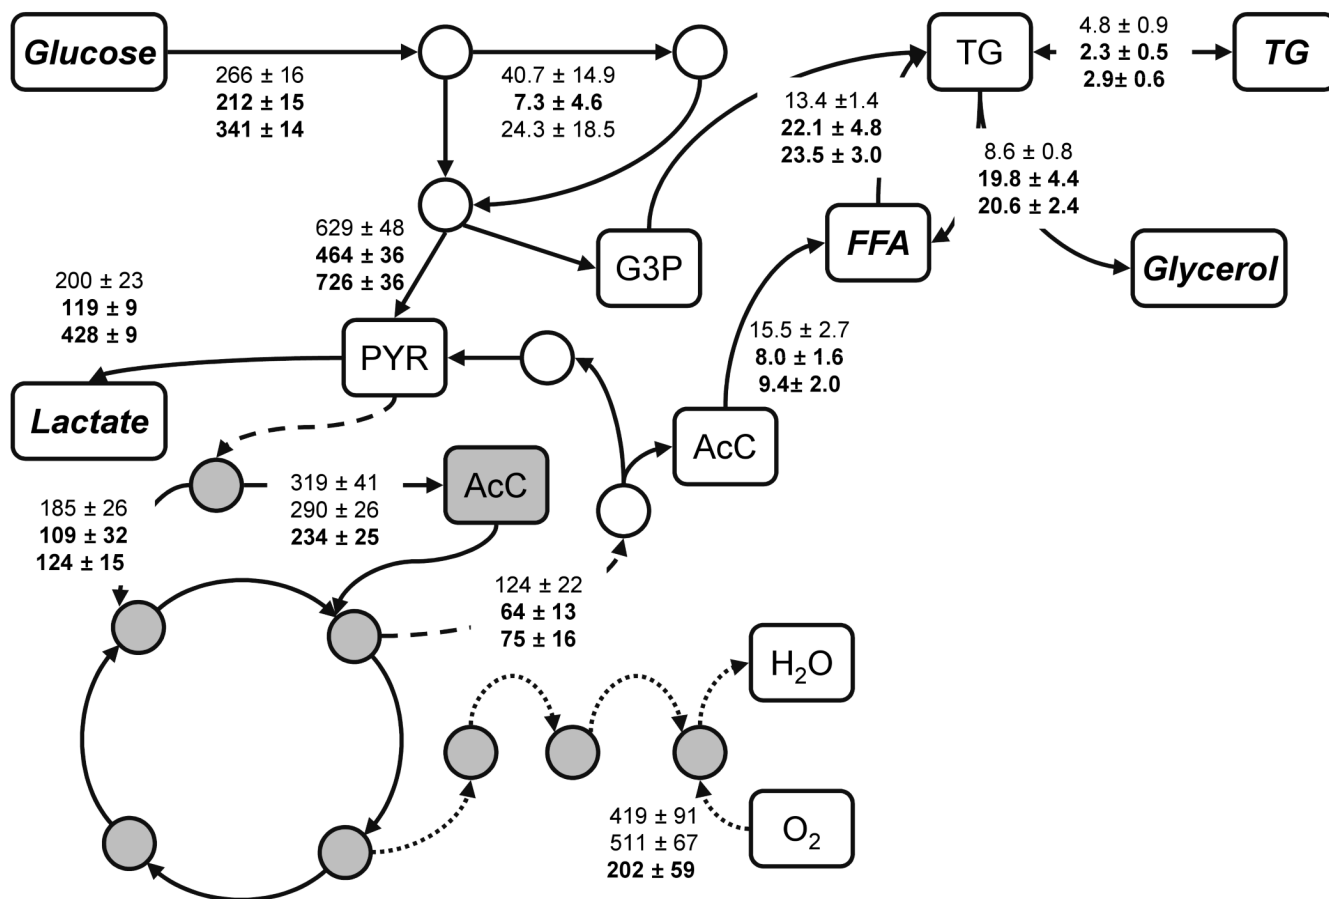 Glucose
266 ± 16
212 ± 15
341 ± 14
40.7 ± 14.9
7.3 ± 4.6
24.3 ± 18.5
TG
4.8 ± 0.9
2.3 ± 0.5
2.9± 0.6
TG
13.4 ±1.4
22.1 ± 4.8
23.5 ± 3.0
8.6 ± 0.8
19.8 ± 4.4
20.6 ± 2.4
629 ± 48
464 ± 36
726 ± 36
G3P
FFA
Glycerol
200 ± 23
119 ± 9
428 ± 9
PYR
15.5 ± 2.7
8.0 ± 1.6
9.4± 2.0
Lactate
AcC
319 ± 41
290 ± 26
234 ± 25
AcC
185 ± 26
109 ± 32
124 ± 15
124 ± 22
64 ± 13
75 ± 16
H₂O
419 ± 91
511 ± 67
202 ± 59
O₂